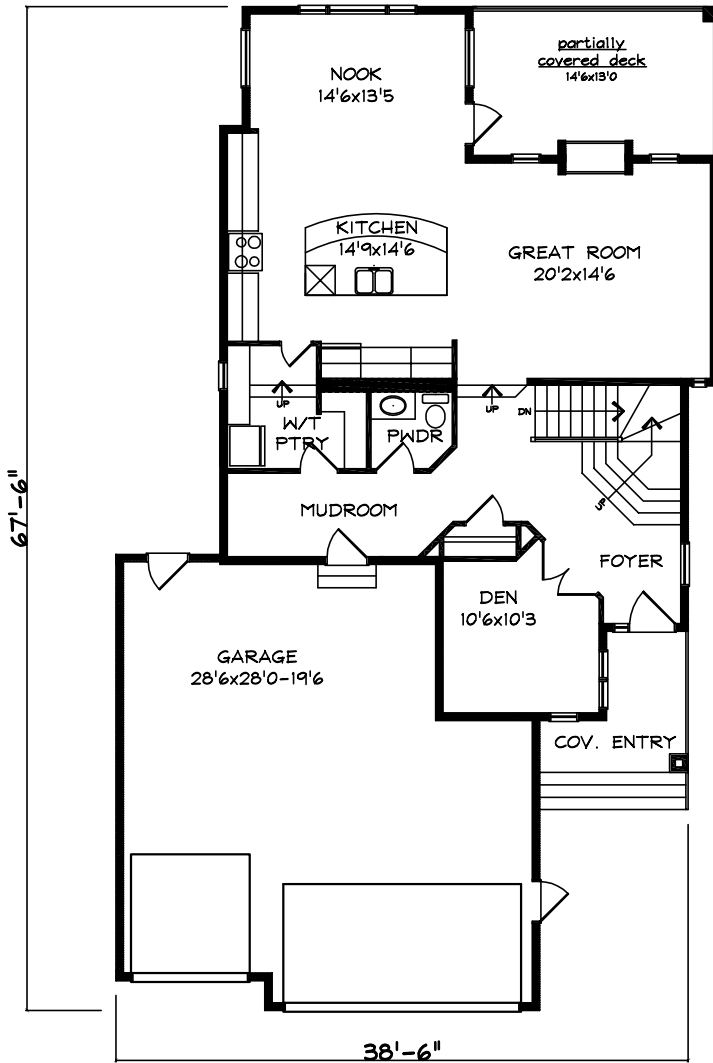 partially
covered deck
14'6x13'0
NOOK
14'6x13'5
KITCHEN
14'9x14'6
GREAT ROOM
20'2x14'6
UP
W/T
PTRY
PWDR
UP
DN
UP
MUDROOM
FOYER
DEN
10'6x10'3
GARAGE
28'6x28'0-19'6
COV. ENTRY
67'-6"
38'-6"